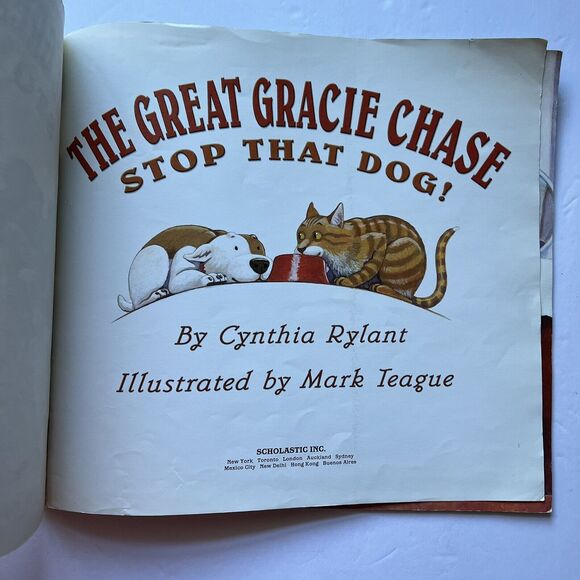 THE GREAT GRACIE CHASE
STOP THAT DOG!
By Cynthia Rylant
Illustrated by Mark Teague
SCHOLASTIC INC.
New York Toronto London Auckland Sydney
Mexico City New Delhi Hong Kong Buenos Aires